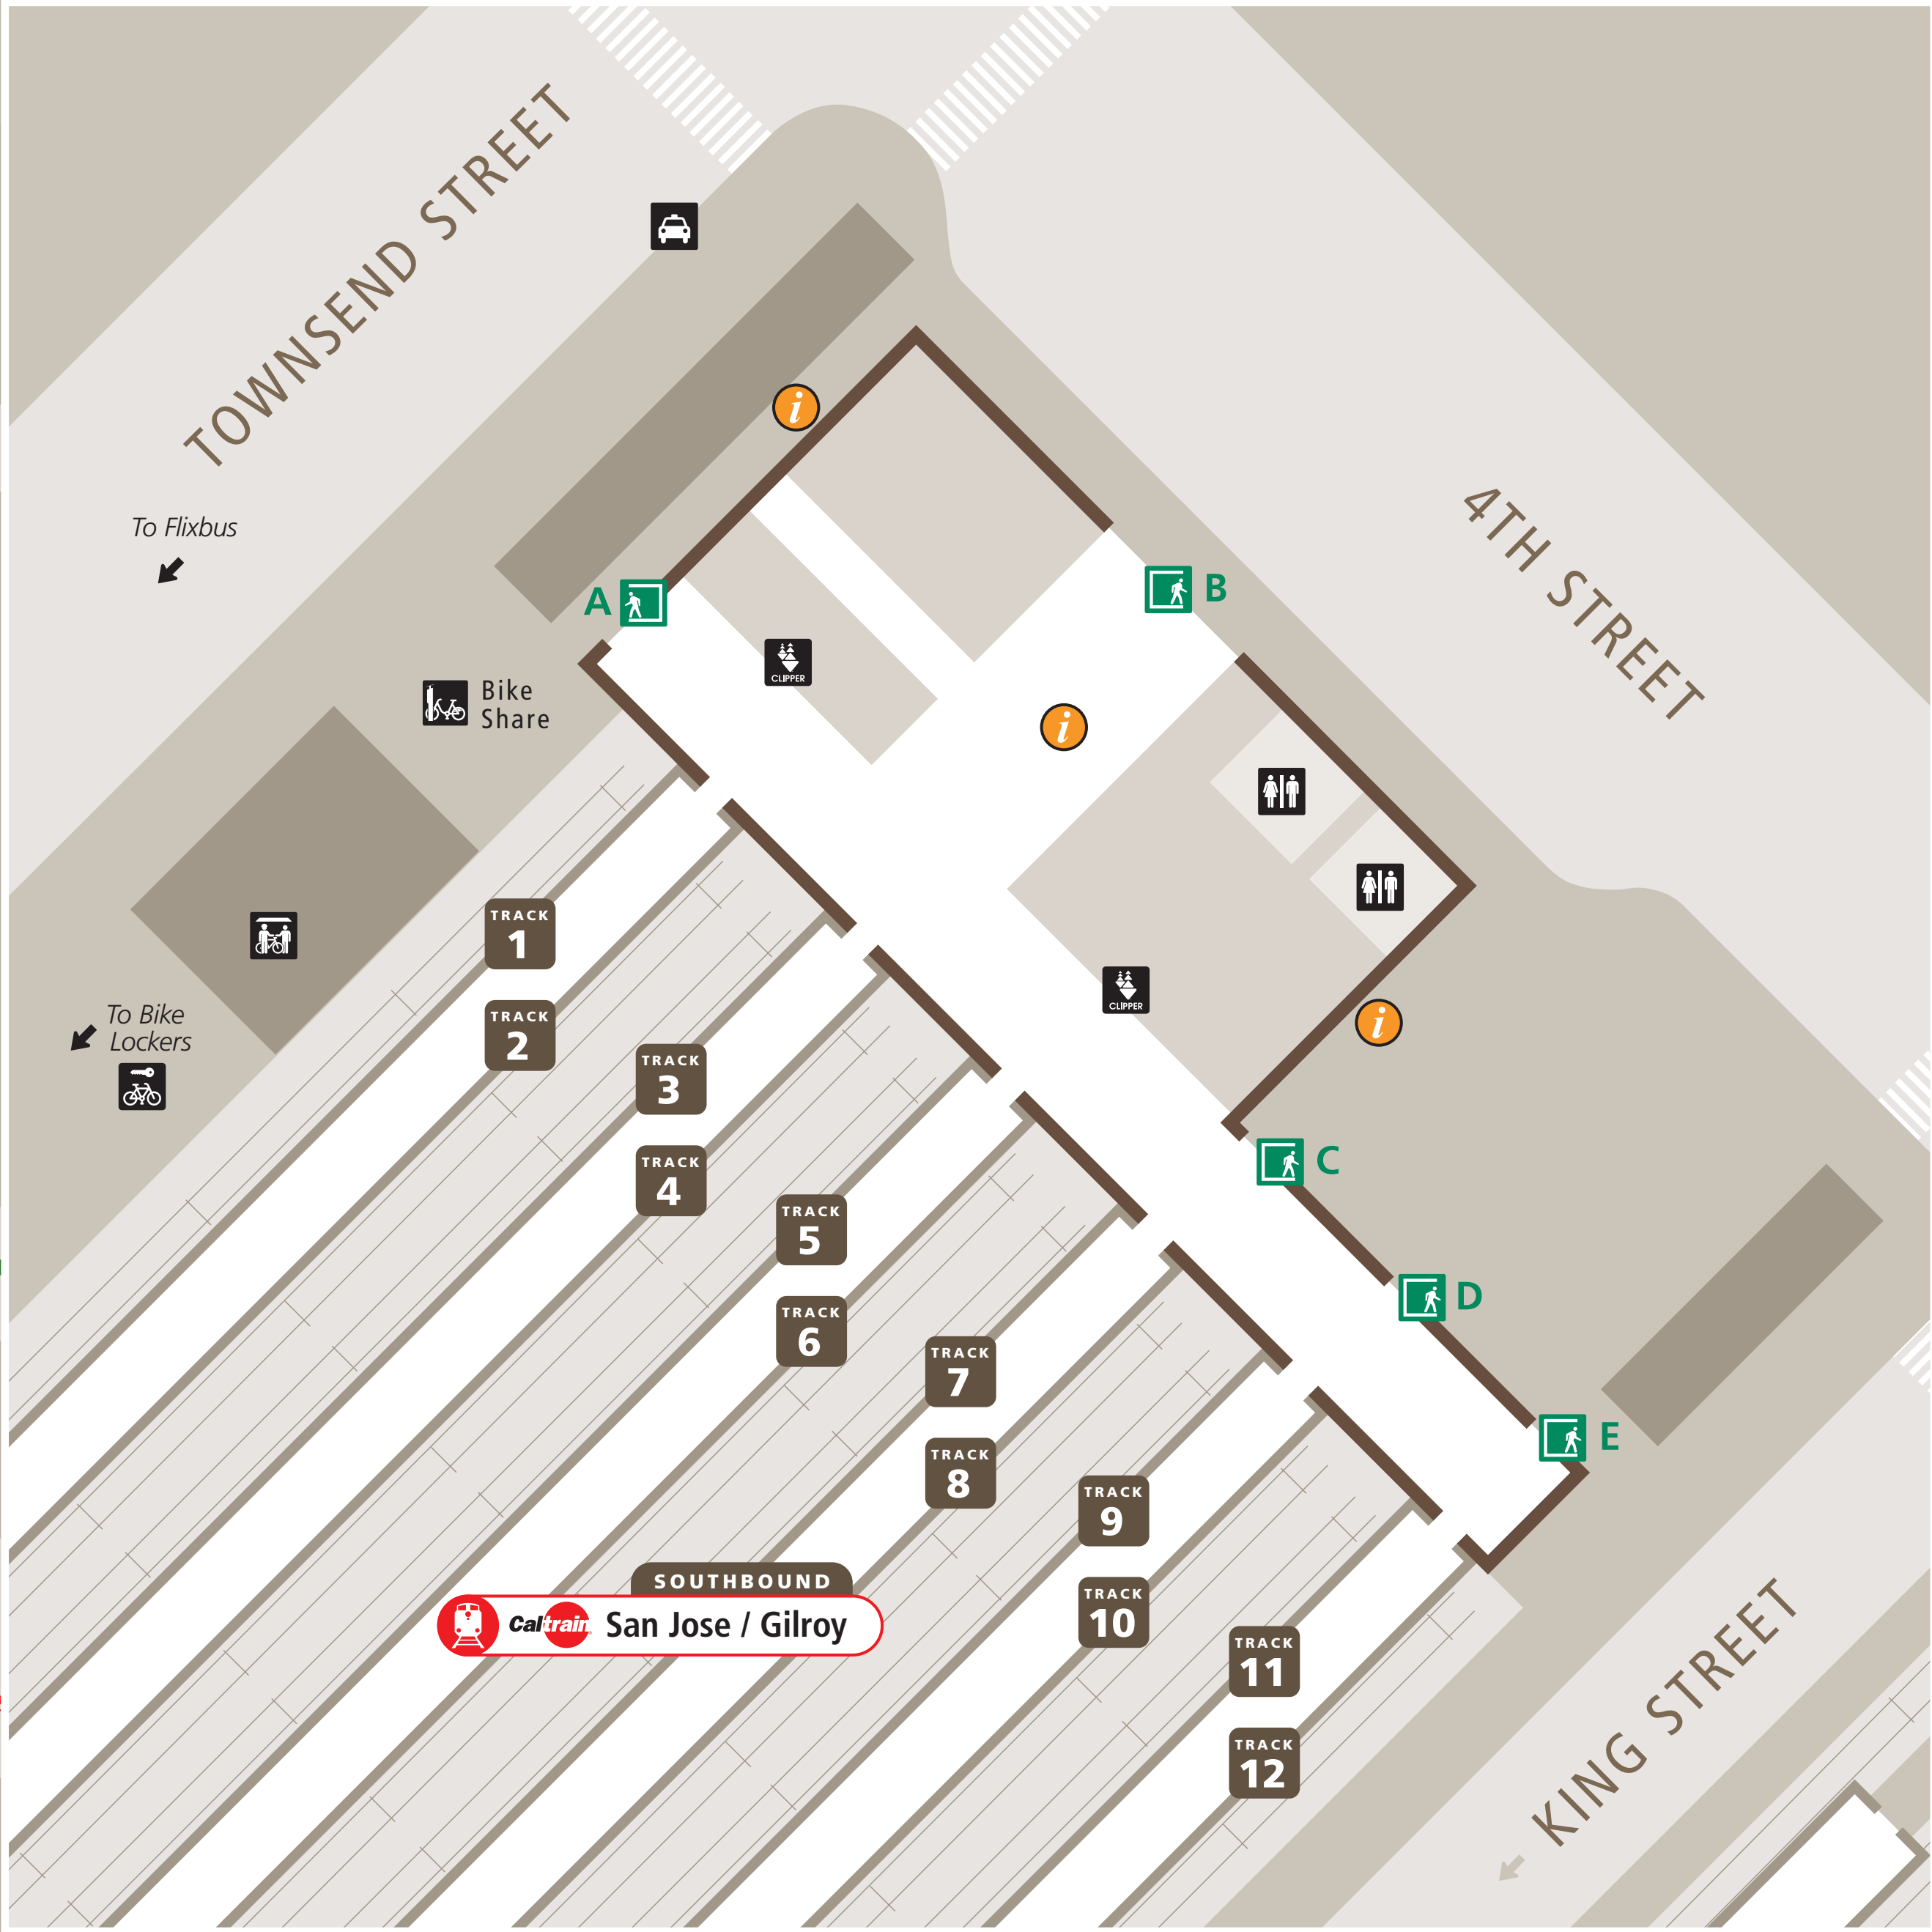 TOWNSEND STREET
To Flixbus
A
B
4TH STREET
Bike
Share
CLIPPER
To Bike
Lockers
CLIPPER
C
D
E
TRACK
1
TRACK
2
TRACK
3
TRACK
4
TRACK
5
TRACK
6
TRACK
7
TRACK
8
TRACK
9
TRACK
10
TRACK
11
TRACK
12
SOUTHBOUND
Caltrain San Jose / Gilroy
KING STREET
i
i
i